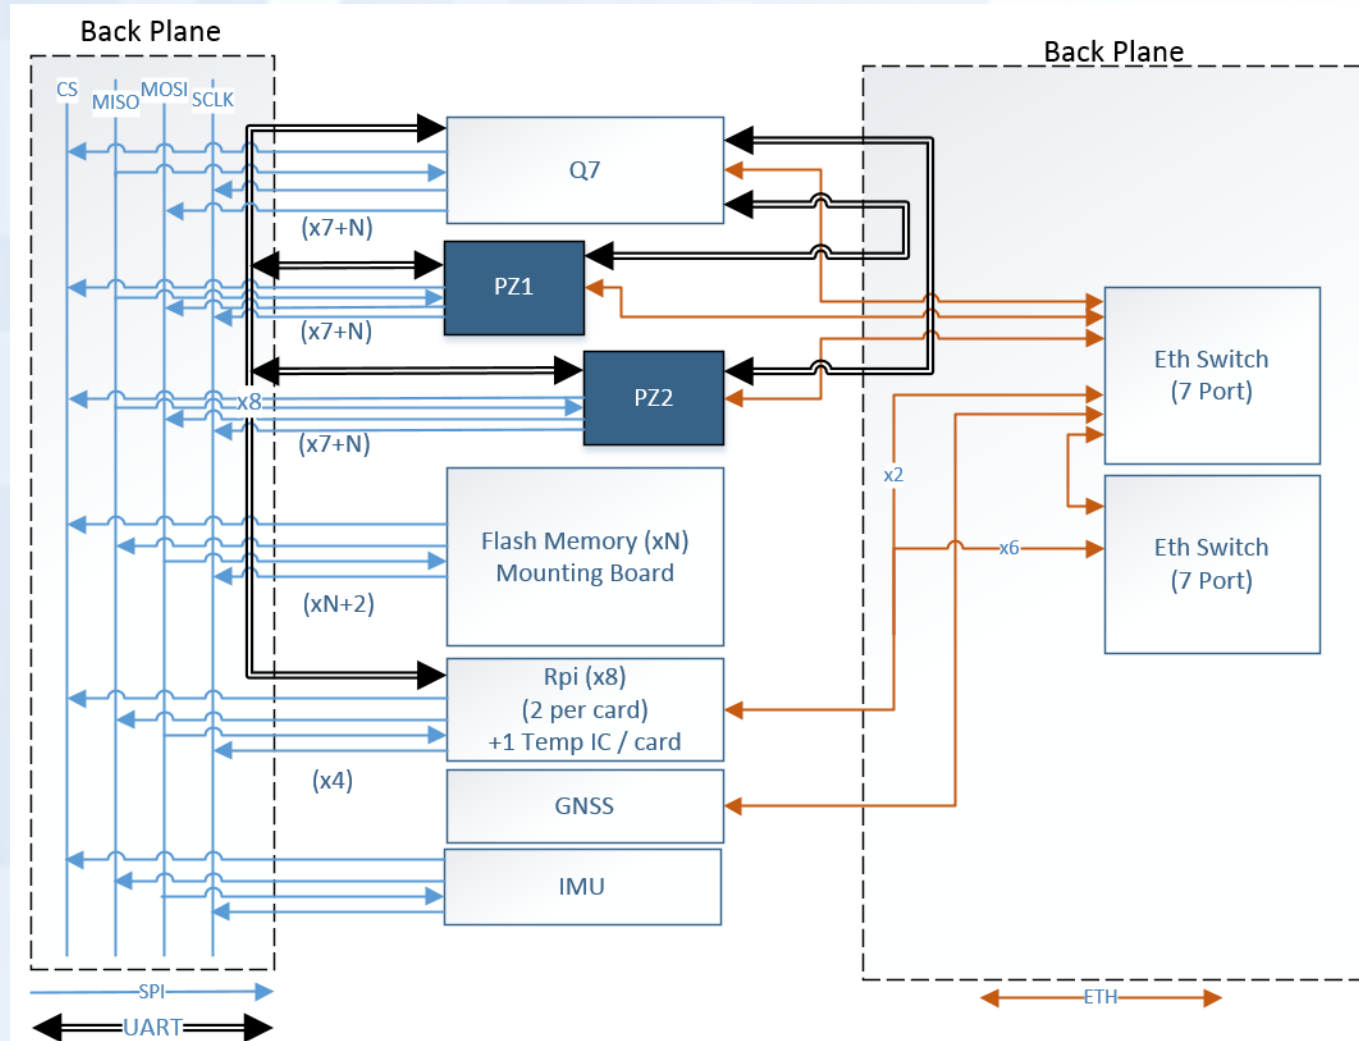 Back Plane
Back Plane
CS
MISO
MOSI
SCLK
Q7
(x7+N)
PZ1
(x7+N)
PZ2
x8
(x7+N)
Eth Switch
(7 Port)
x2
Flash Memory (xN)
Mounting Board
(xN+2)
x6
Eth Switch
(7 Port)
Rpi (x8)
(2 per card)
+1 Temp IC / card
(x4)
GNSS
IMU
SPI
UART
ETH